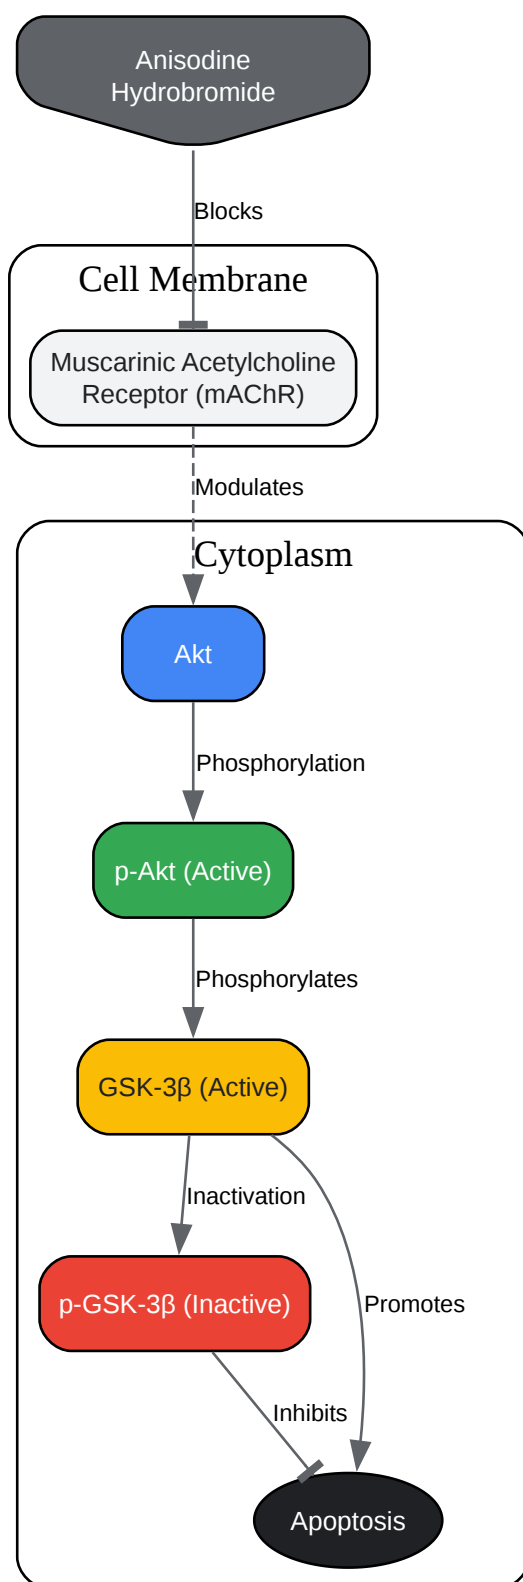 Anisodine
Hydrobromide
Blocks
Cell Membrane
Muscarinic Acetylcholine
Receptor (mAChR)
Modulates
Cytoplasm
Akt
Phosphorylation
p-Akt (Active)
Phosphorylates
GSK-3β (Active)
Inactivation
p-GSK-3β (Inactive)
Promotes
Inhibits
Apoptosis